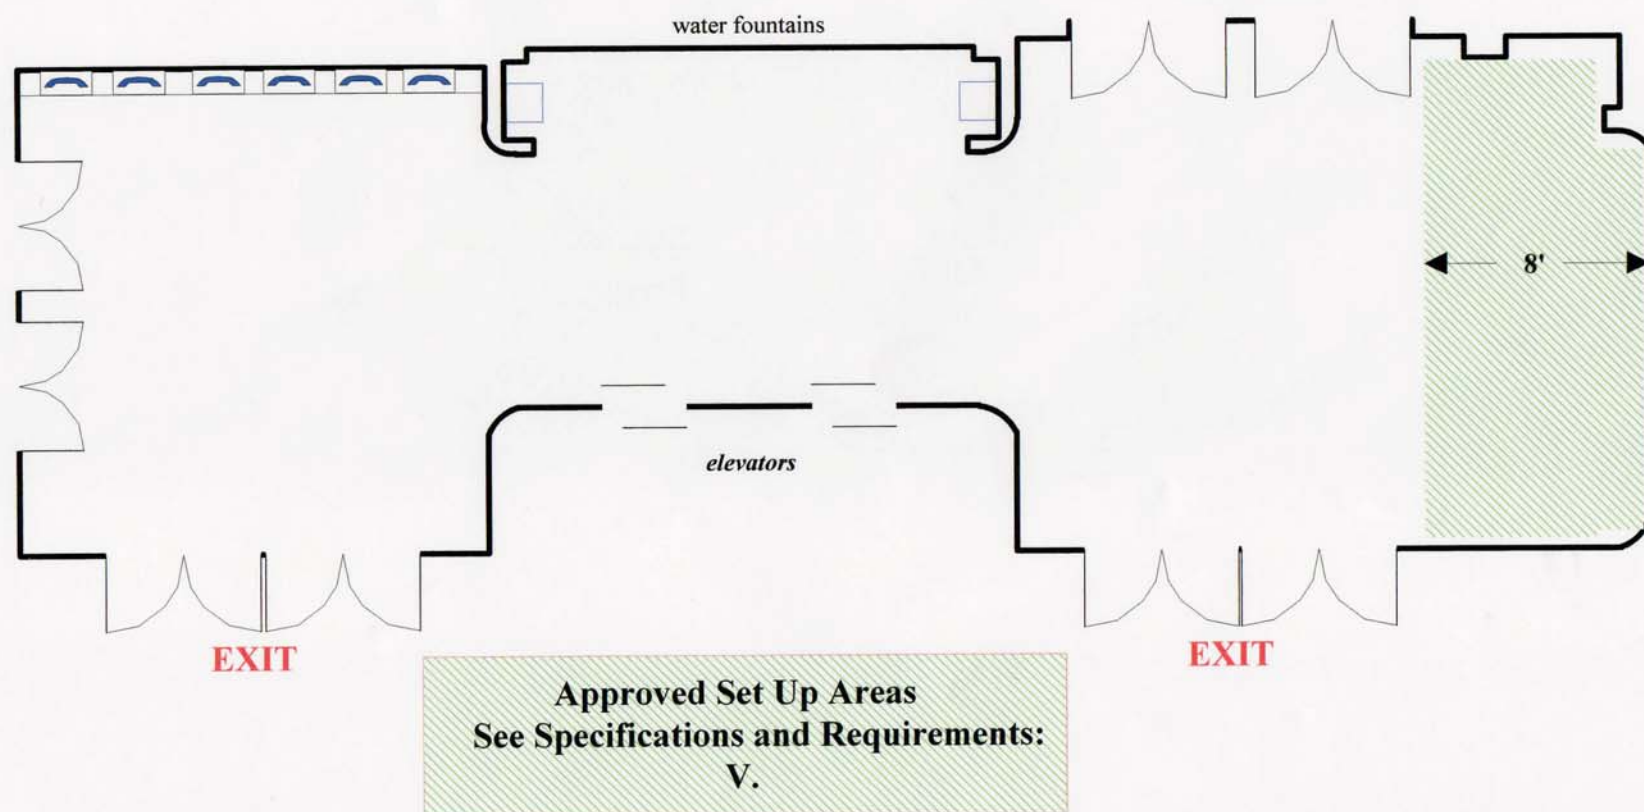 water fountains
8'
elevators
EXIT
EXIT
Approved Set Up Areas
See Specifications and Requirements:
V.